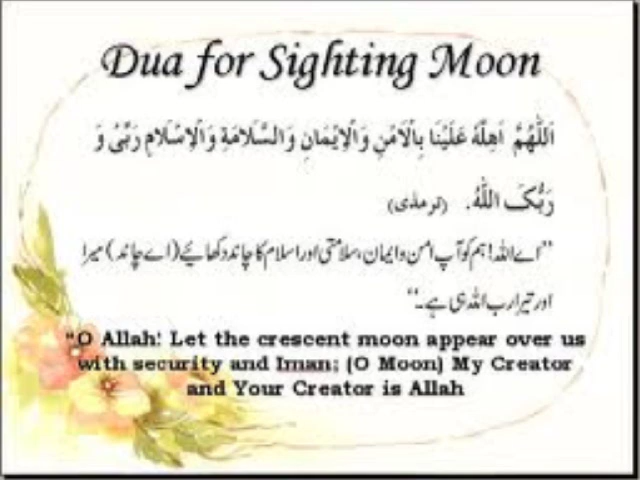 Dua for Sighting Moon
اَللّٰهُمَّ اَهِلَّهُ عَلَيْنَا بِالْاَمْنِ وَالْاِيْمَانِ وَالسَّلَامَةِ وَالْاِسْلَامِ رَبِّىْ وَ
رَبُّکَ اللّٰهُ. (ترمذی)
”اے اللہ! ہم کو آپ امن و ایمان، سلامتی اور اسلام کا چاند دکھائیے (اے چاند) میرا
اور تیرا رب اللہ ہی ہے۔“
"O Allah! Let the crescent moon appear over us
with security and Iman; (O Moon) My Creator
and Your Creator is Allah